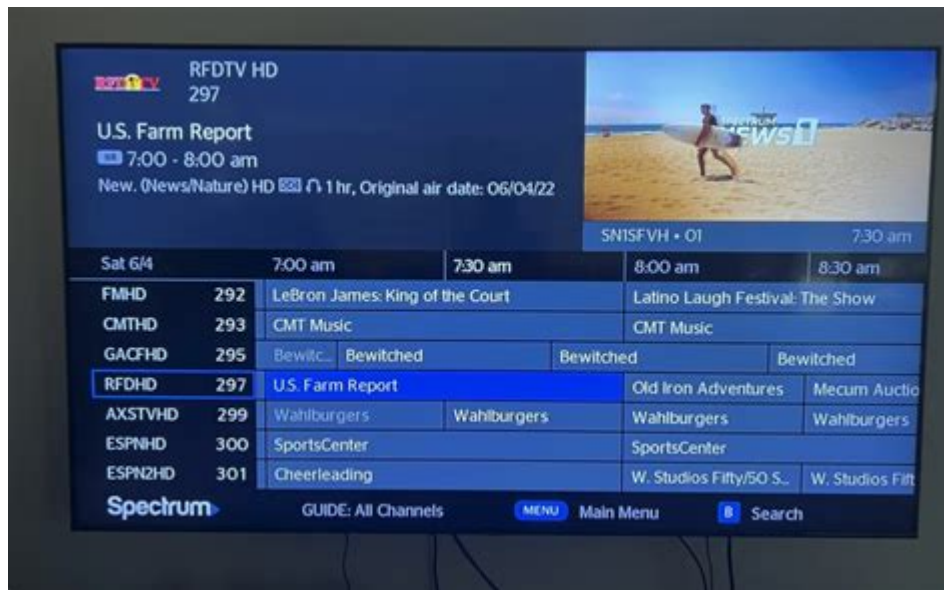 RFDTV
RFDTV HD
297
U.S. Farm Report
7:00 - 8:00 am
New. (News/Nature) HD 1 hr, Original air date: 06/04/22
SPECTRUM
NEWS 1
SN1SFVH • 01 7:30 am
Sat 6/4 7:00 am 7:30 am 8:00 am 8:30 am
FMHD 292 LeBron James: King of the Court Latino Laugh Festival: The Show
CMTHD 293 CMT Music CMT Music
GACFHD 295 Bewitc... Bewitched Bewitched Bewitched
RFDHD 297 U.S. Farm Report Old Iron Adventures Mecum Auctio
AXSTVHD 299 Wahlburgers Wahlburgers Wahlburgers Wahlburgers
ESPNHD 300 SportsCenter SportsCenter
ESPN2HD 301 Cheerleading W. Studios Fifty/50 S... W. Studios Fift
Spectrum GUIDE: All Channels MENU Main Menu B Search